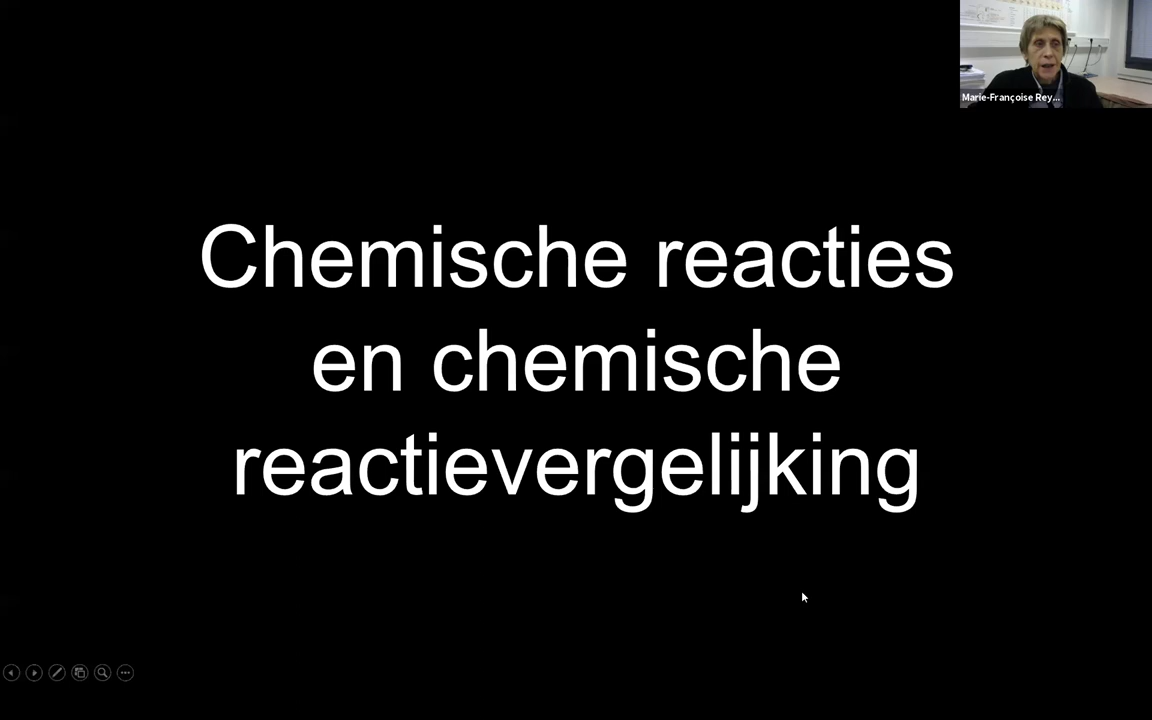 Marie-Françoise Rey...
Chemische reacties
en chemische
reactievergelijking